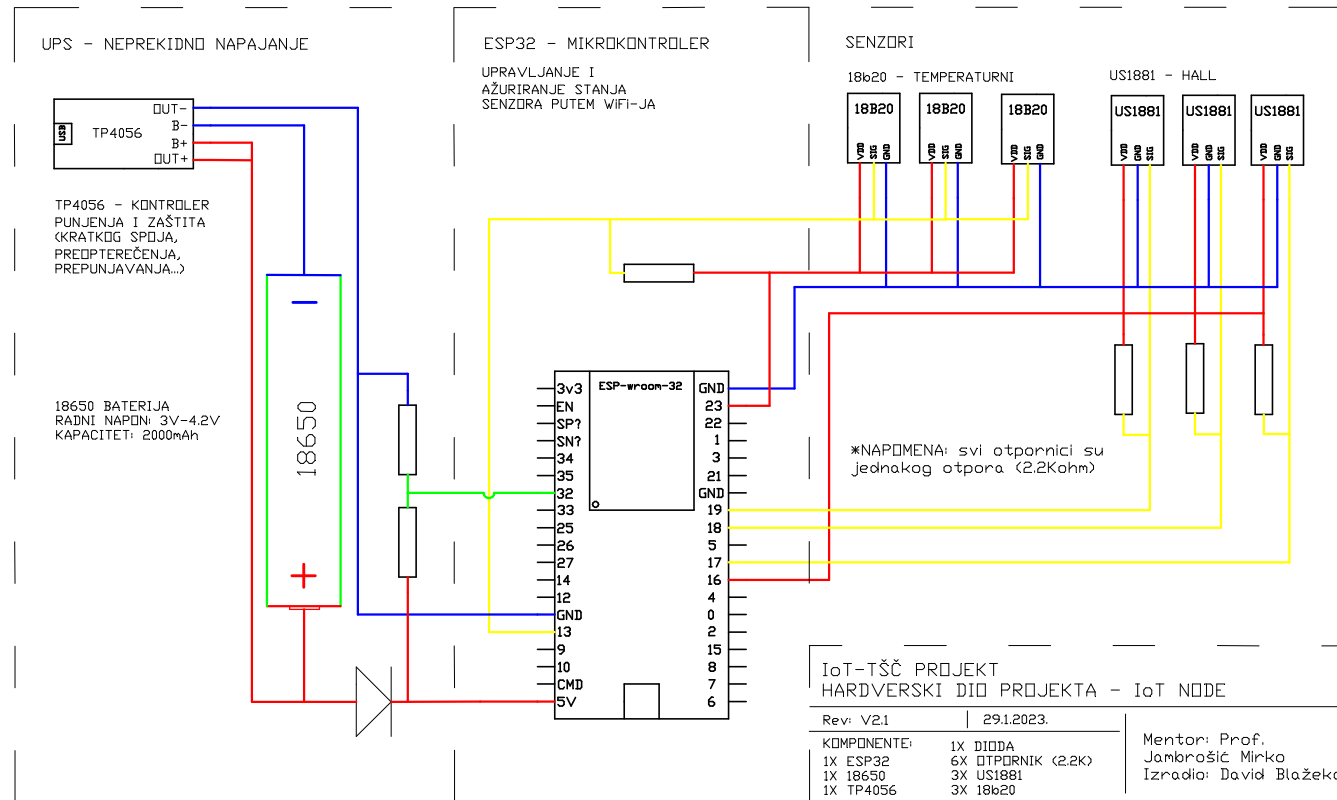 UPS - NEPREKIDNO NAPAJANJE
OUT-
B-
B+
OUT+
USB
TP4056
TP4056 - KONTROLER
PUNJENJA I ZAŠTITA
(KRATKOG SPOJA,
PREOPTEREČENJA,
PREPUNJAVANJA...)
18650
18650 BATERIJA
RADNI NAPON: 3V-4.2V
KAPACITET: 2000mAh
ESP32 - MIKROKONTROLER
UPRAVLJANJE I
AŽURIRANJE STANJA
SENZORA PUTEM WiFi-JA
ESP-wroom-32
3v3
EN
SP?
SN?
34
35
32
33
25
26
27
14
12
GND
13
9
10
CMD
5V
GND
23
22
1
3
21
GND
19
18
5
17
16
4
0
2
15
8
7
6
SENZORI
18b20 - TEMPERATURNI
18B20
VDD SIG GND
18B20
VDD SIG GND
18B20
VDD SIG GND
US1881 - HALL
US1881
VDD GND SIG
US1881
VDD GND SIG
US1881
VDD GND SIG
*NAPOMENA: svi otpornici su
jednakog otpora (2.2Kohm)
IoT-TŠČ PROJEKT
HARDVERSKI DIO PROJEKTA - IoT NODE
Rev: V2.1
29.1.2023.
KOMPONENTE:
1X ESP32
1X 18650
1X TP4056
1X DIODA
6X OTPORNIK (2.2K)
3X US1881
3X 18b20
Mentor: Prof.
Jambrošić Mirko
Izradio: David Blažeko